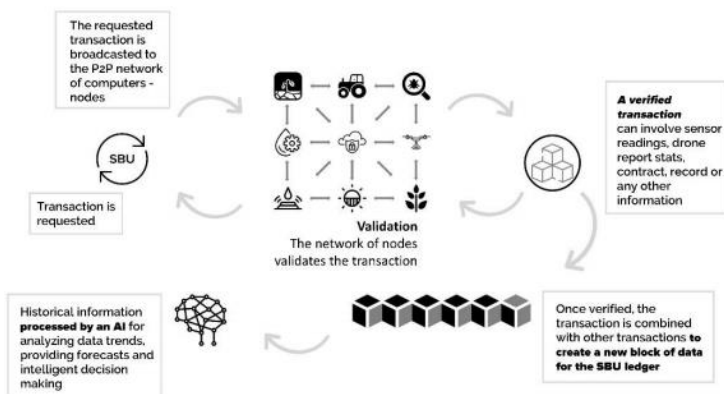 The requested
transaction is
broadcasted to
the P2P network
of computers -
nodes
SBU
Transaction is
requested
Validation
The network of nodes
validates the transaction
A verified
transaction
can involve sensor
readings, drone
report stats,
contract, record or
any other
information
Once verified, the
transaction is combined
with other transactions to
create a new block of data
for the SBU ledger
Historical information
processed by an AI for
analyzing data trends,
providing forecasts and
intelligent decision
making